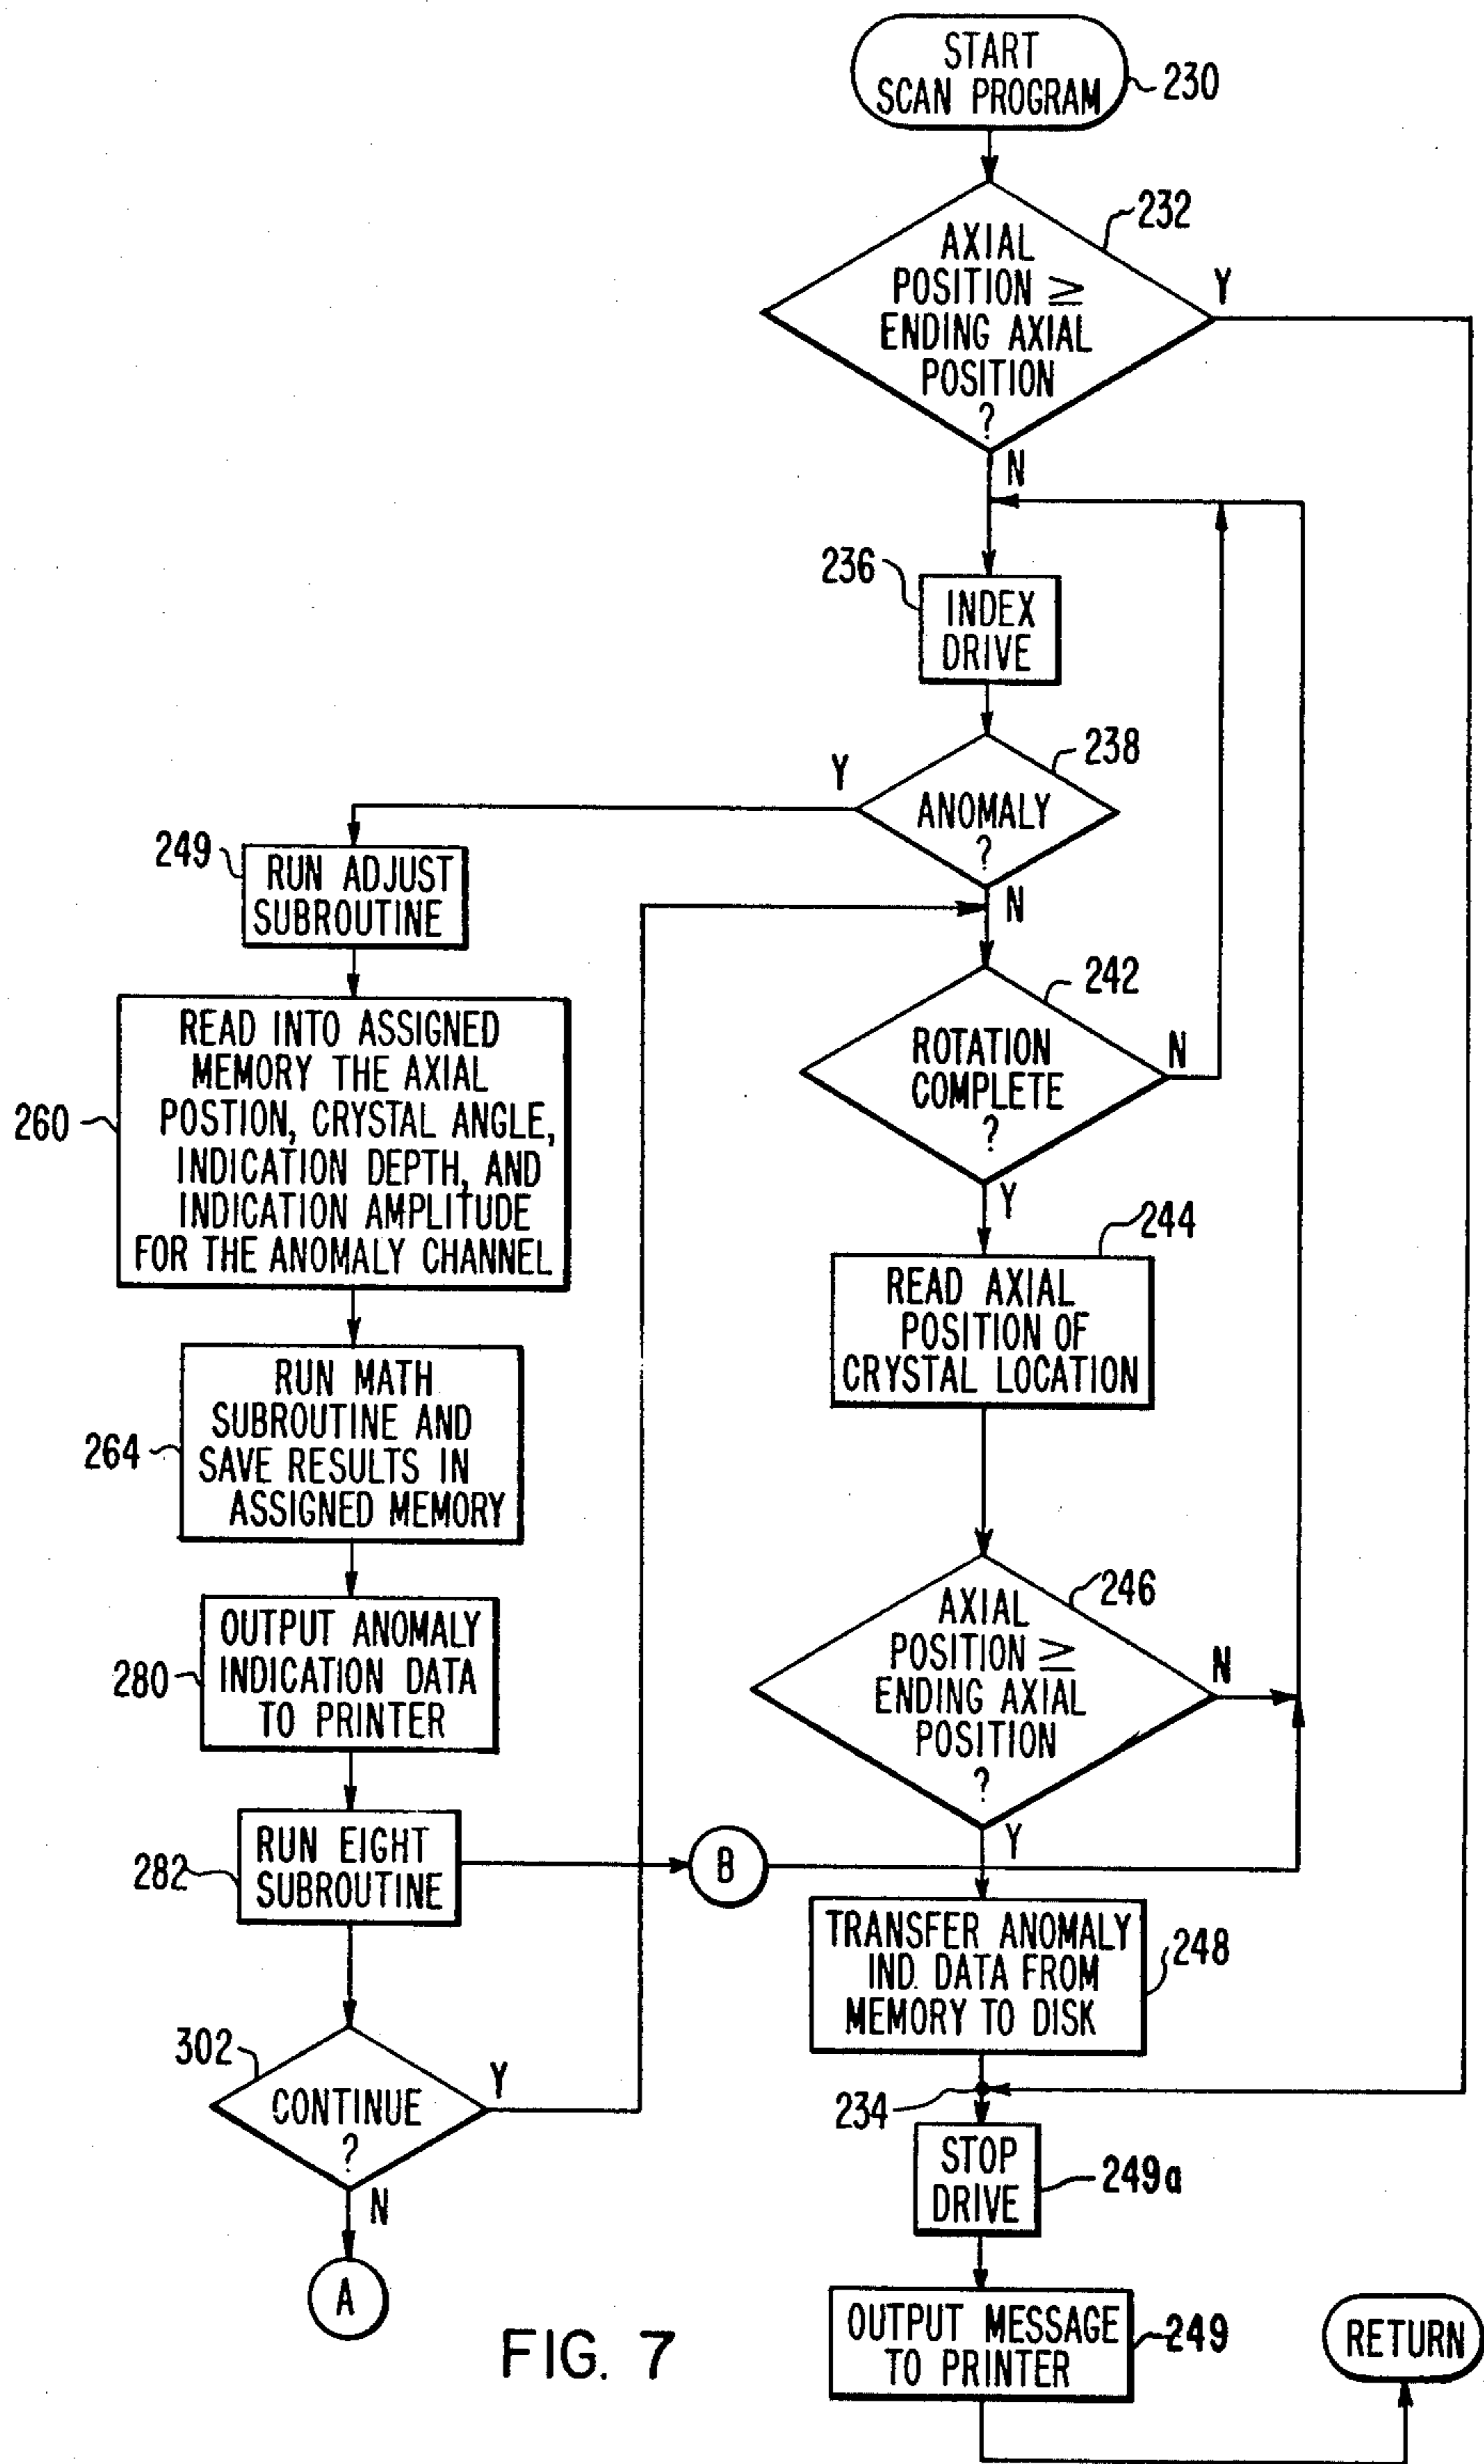 START
SCAN PROGRAM
230
232
AXIAL
POSITION ≥
ENDING AXIAL
POSITION
?
Y
N
236
INDEX
DRIVE
238
Y
ANOMALY
?
N
249
RUN ADJUST
SUBROUTINE
242
ROTATION
COMPLETE
?
N
Y
260
READ INTO ASSIGNED
MEMORY THE AXIAL
POSTION, CRYSTAL ANGLE,
INDICATION DEPTH, AND
INDICATION AMPLITUDE
FOR THE ANOMALY CHANNEL
244
READ AXIAL
POSITION OF
CRYSTAL LOCATION
264
RUN MATH
SUBROUTINE AND
SAVE RESULTS IN
ASSIGNED MEMORY
246
AXIAL
POSITION ≥
ENDING AXIAL
POSITION
?
N
Y
280
OUTPUT ANOMALY
INDICATION DATA
TO PRINTER
282
RUN EIGHT
SUBROUTINE
B
TRANSFER ANOMALY
IND. DATA FROM
MEMORY TO DISK
248
302
CONTINUE
?
Y
N
A
234
STOP
DRIVE
249a
OUTPUT MESSAGE
TO PRINTER
249
RETURN
FIG. 7